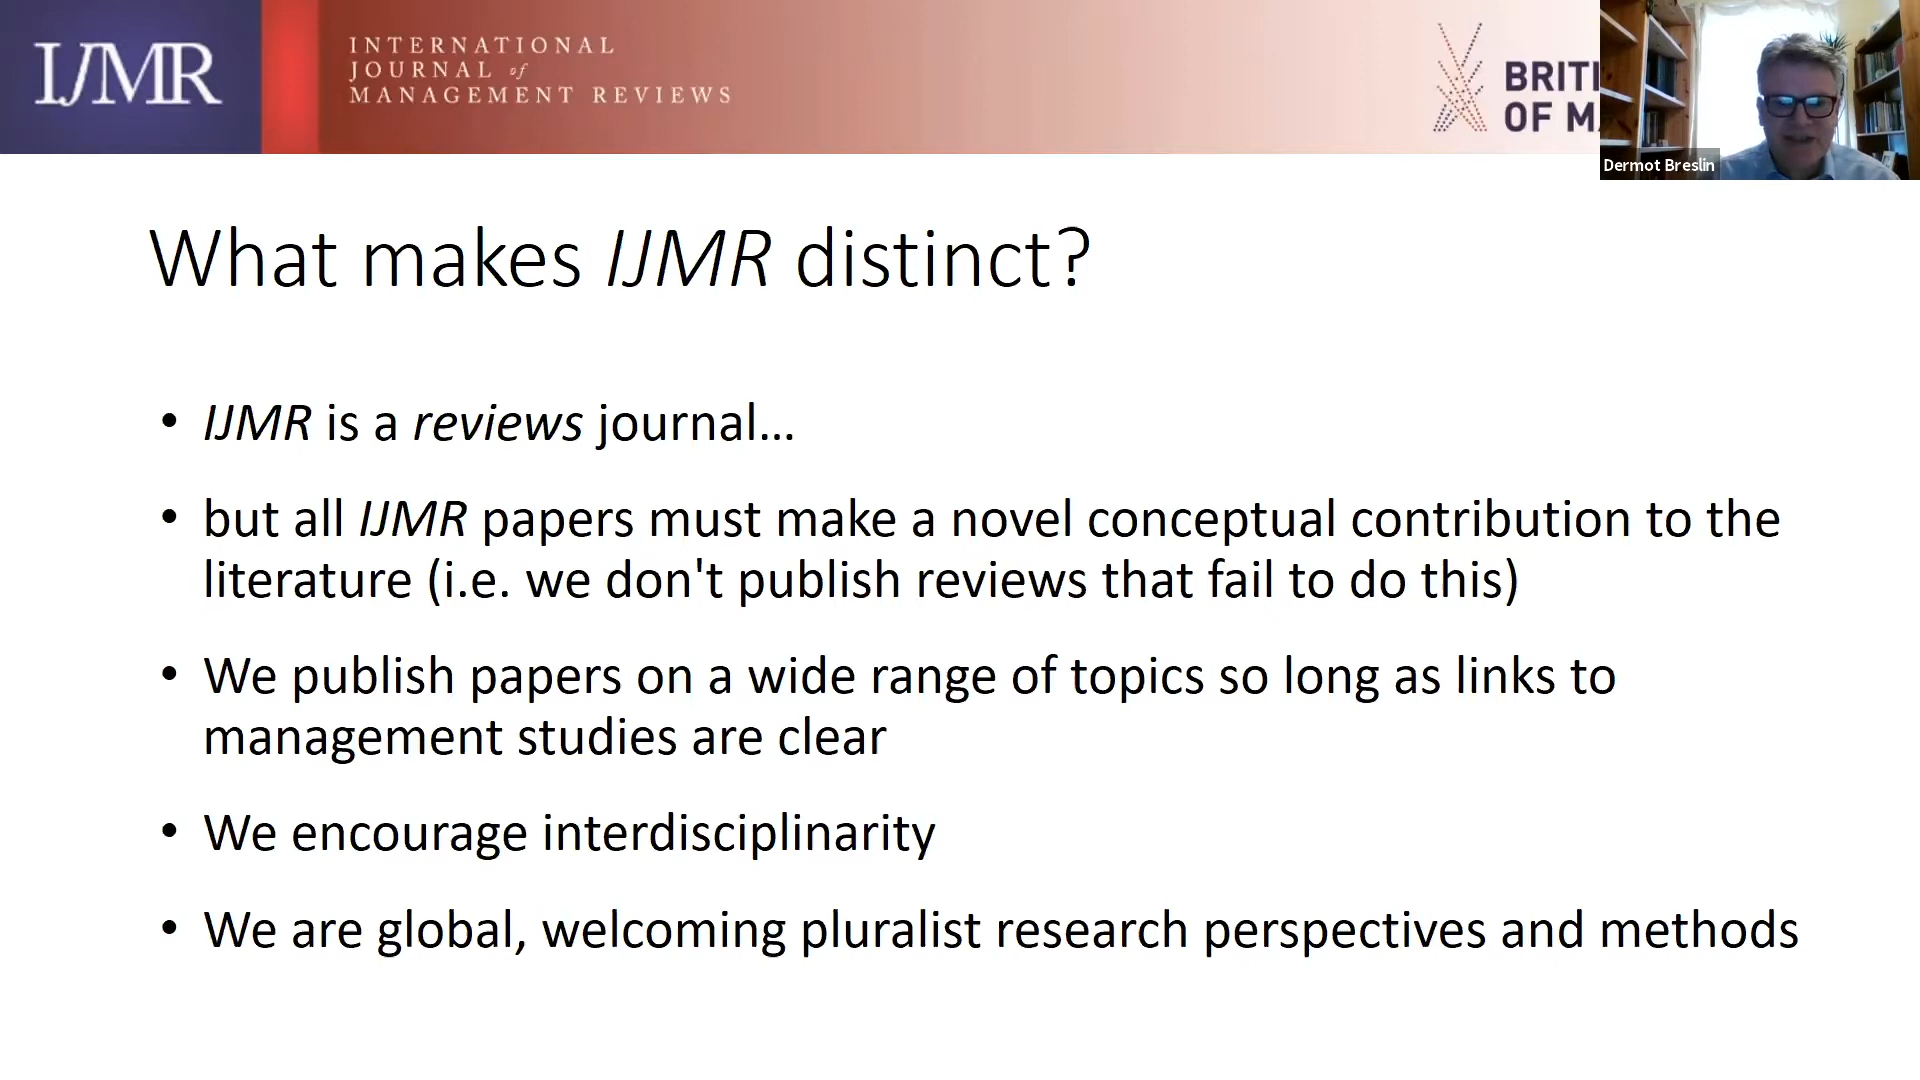 IJMR
INTERNATIONAL
JOURNAL of
MANAGEMENT REVIEWS
OF
Dermot Breslin
What makes IJMR distinct?
• IJMR is a reviews journal...
• but all IJMR papers must make a novel conceptual contribution to the
literature (i.e. we don't publish reviews that fail to do this)
• We publish papers on a wide range of topics so long as links to
management studies are clear
• We encourage interdisciplinarity
• We are global, welcoming pluralist research perspectives and methods